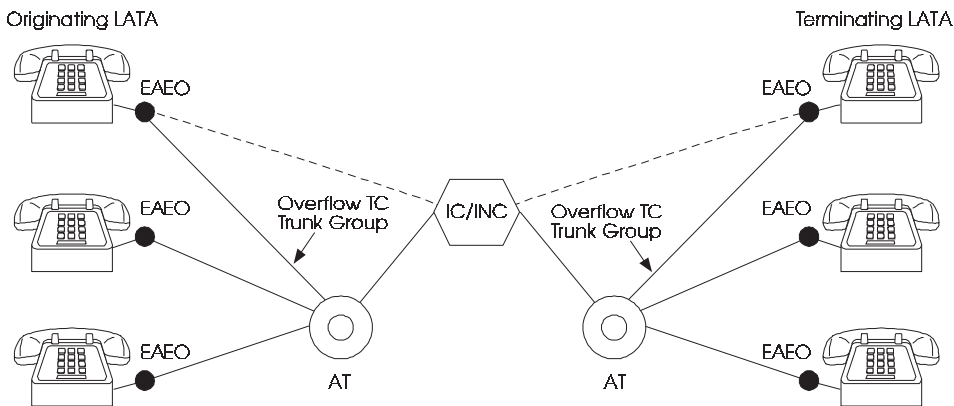 Originating LATA
Terminating LATA
EAEO
EAEO
EAEO
EAEO
Overflow TC
Trunk Group
IC/INC
Overflow TC
Trunk Group
EAEO
EAEO
AT
AT